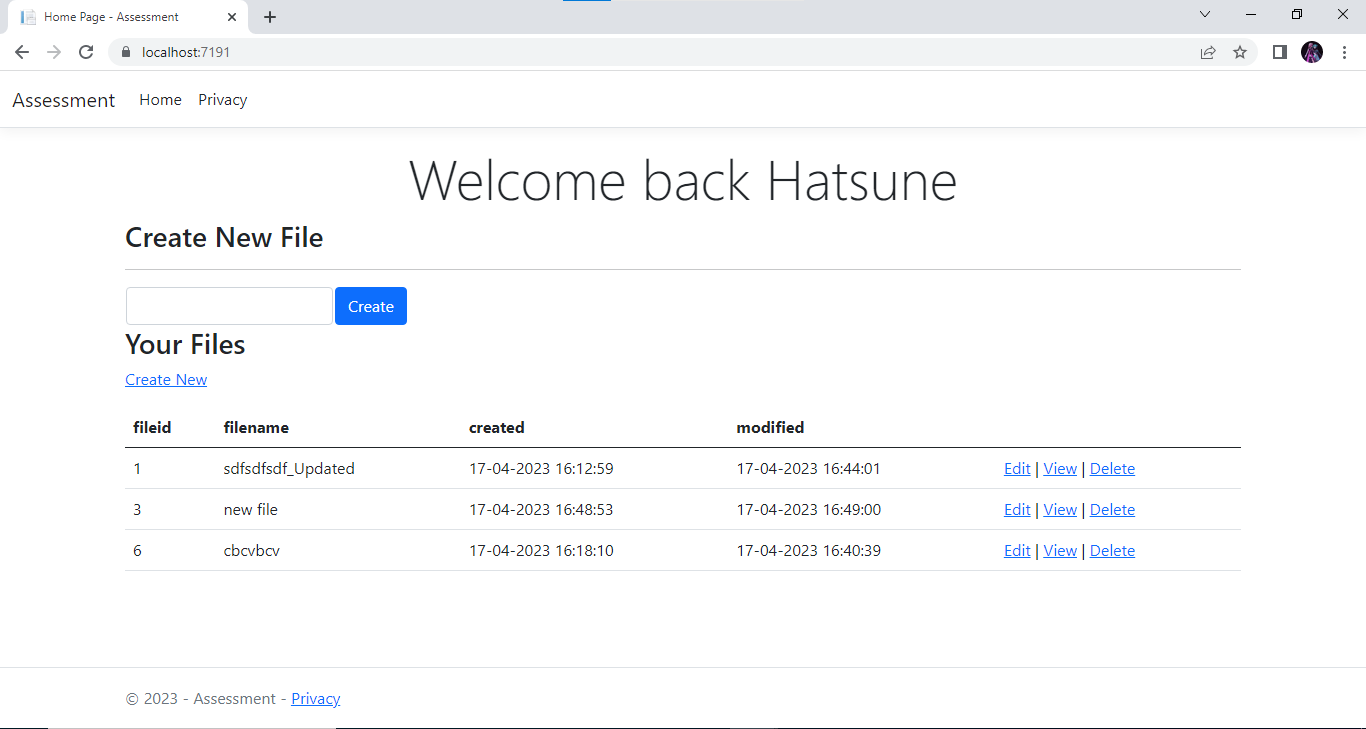 Home Page - Assessment
localhost:7191
Assessment Home Privacy
Welcome back Hatsune
Create New File
Create
Your Files
Create New
fileid filename created modified
1 sdfsdfsdf_Updated 17-04-2023 16:12:59 17-04-2023 16:44:01 Edit | View | Delete
3 new file 17-04-2023 16:48:53 17-04-2023 16:49:00 Edit | View | Delete
6 cbcvbcv 17-04-2023 16:18:10 17-04-2023 16:40:39 Edit | View | Delete
© 2023 - Assessment - Privacy